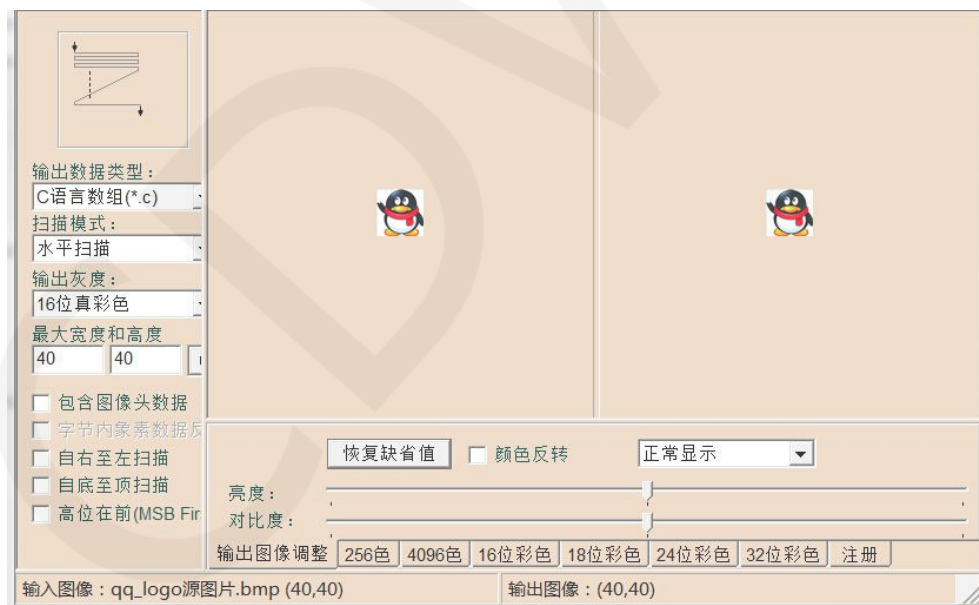 输出数据类型：
C语言数组(*.c)
扫描模式：
水平扫描
输出灰度：
16位真彩色
最大宽度和高度
40 40
包含图像头数据
字节内象素数据反
自右至左扫描
自底至顶扫描
高位在前(MSB Fir
恢复缺省值 颜色反转 正常显示
亮度：
对比度：
输出图像调整 256色 4096色 16位彩色 18位彩色 24位彩色 32位彩色 注册
输入图像：qq_logo源图片.bmp (40,40) 输出图像：(40,40)